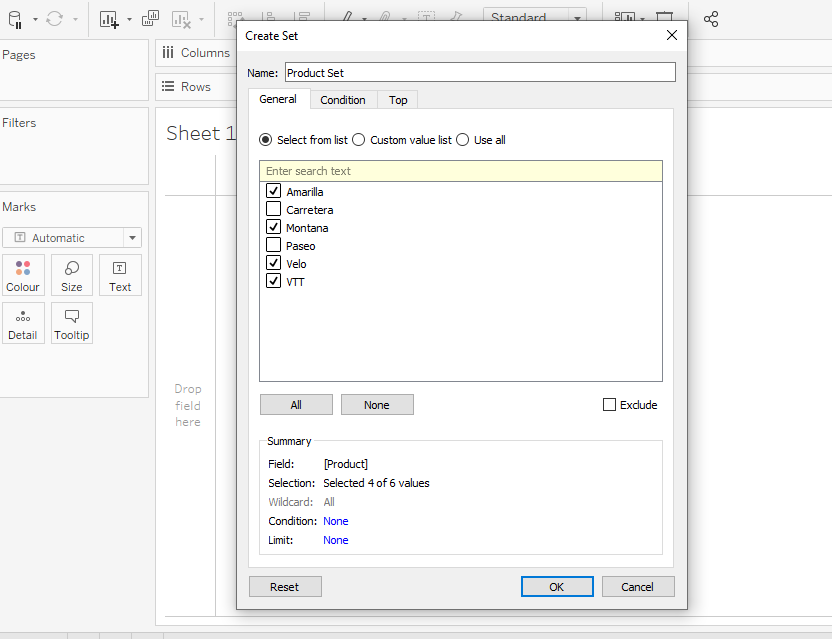 Standard
Create Set
Pages
Columns
Name: Product Set
Rows
General Condition Top
Filters
Sheet 1
Select from list Custom value list Use all
Enter search text
Amarilla
Marks
Carretera
Montana
Automatic
Paseo
Velo
VTT
Colour Size Text
Detail Tooltip
Drop
field
here
All None Exclude
Summary
Field: [Product]
Selection: Selected 4 of 6 values
Wildcard: All
Condition: None
Limit: None
Reset OK Cancel